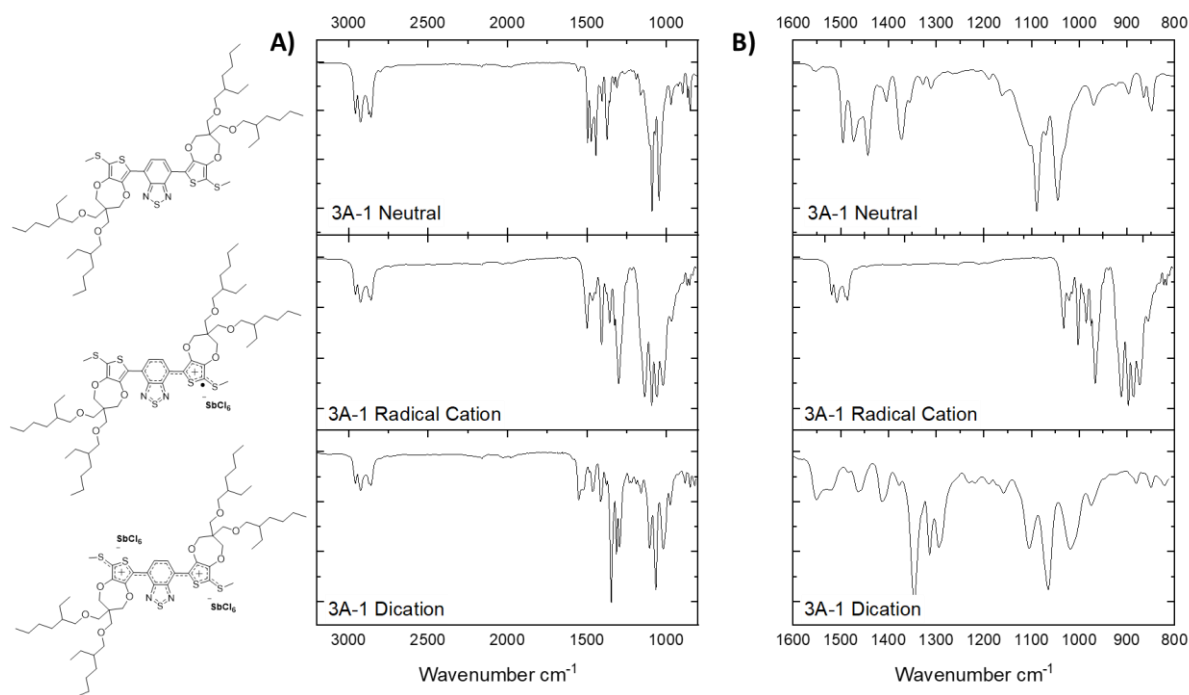 A)
B)
3000 2500 2000 1500 1000
1600 1500 1400 1300 1200 1100 1000 900 800
3A-1 Neutral
3A-1 Neutral
3A-1 Radical Cation
3A-1 Radical Cation
3A-1 Dication
3A-1 Dication
3000 2500 2000 1500 1000
1600 1500 1400 1300 1200 1100 1000 900 800
Wavenumber cm-1
Wavenumber cm-1
O
O
O
O
S
S
O
O
N
S
N
S
S
O
O
O
O
O
O
O
O
S
S
O
O
N
S
N
S
+
•
S
−
SbCl6
O
O
O
O
SbCl6
−
S
S
+
O
O
N
S
N
S
+
S
−
SbCl6
O
O
O
O